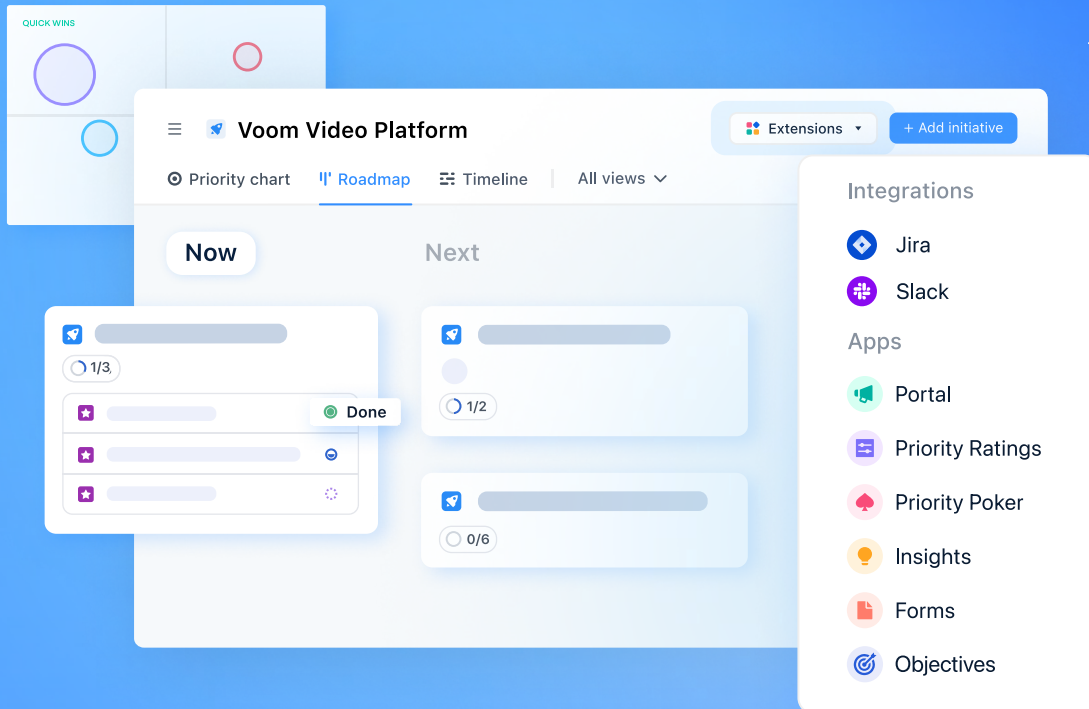 QUICK WINS
Voom Video Platform
Extensions
+ Add initiative
Priority chart
Roadmap
Timeline
All views
Now
Next
1/3
Done
1/2
0/6
Integrations
Jira
Slack
Apps
Portal
Priority Ratings
Priority Poker
Insights
Forms
Objectives